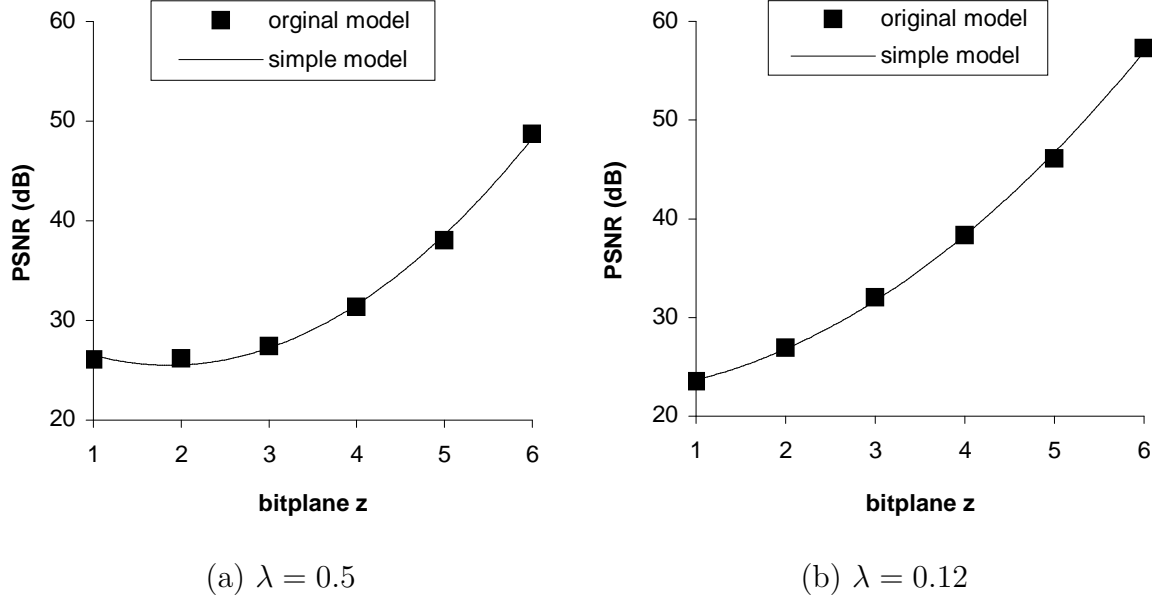 orginal model
simple model
60
50
40
30
20
PSNR (dB)
1 2 3 4 5 6
bitplane z
(a) λ = 0.5
original model
simple model
60
50
40
30
20
PSNR (dB)
1 2 3 4 5 6
bitplane z
(b) λ = 0.12